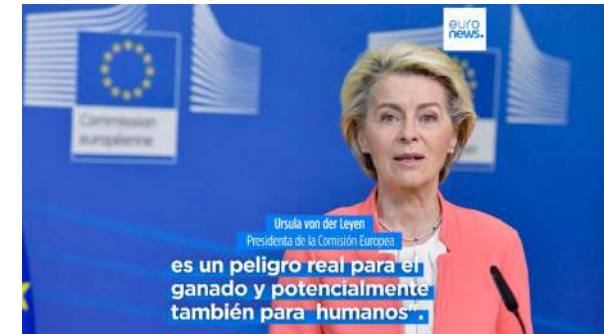 euro
news.
Commission
européenne
Ursula von der Leyen
Presidenta de la Comisión Europea
es un peligro real para el
ganado y potencialmente
también para humanos".